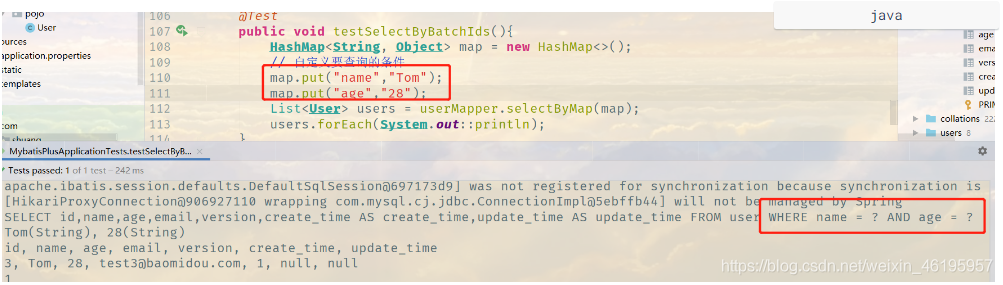 pojo
User
ources
application.properties
static
templates
com
shuang
106 @Test
107 public void testSelectByBatchIds(){
108 HashMap<String, Object> map = new HashMap<>();
109 // 自定义要查询的条件
110 map.put("name","Tom");
111 map.put("age","28");
112 List<User> users = userMapper.selectByMap(map);
113 users.forEach(System.out::println);
114 }
java
age
emai
versi
creat
upda
PRIM
collations 222
users 8
MybatisPlusApplicationTests.testSelectByB... ×
Tests passed: 1 of 1 test – 242 ms
apache.ibatis.session.defaults.DefaultSqlSession@697173d9] was not registered for synchronization because synchronization is
[HikariProxyConnection@906927110 wrapping com.mysql.cj.jdbc.ConnectionImpl@5ebffb44] will not be managed by Spring
SELECT id,name,age,email,version,create_time AS create_time,update_time AS update_time FROM user WHERE name = ? AND age = ?
Tom(String), 28(String)
id, name, age, email, version, create_time, update_time
3, Tom, 28, test3@baomidou.com, 1, null, null
1
https://blog.csdn.net/weixin_46195957